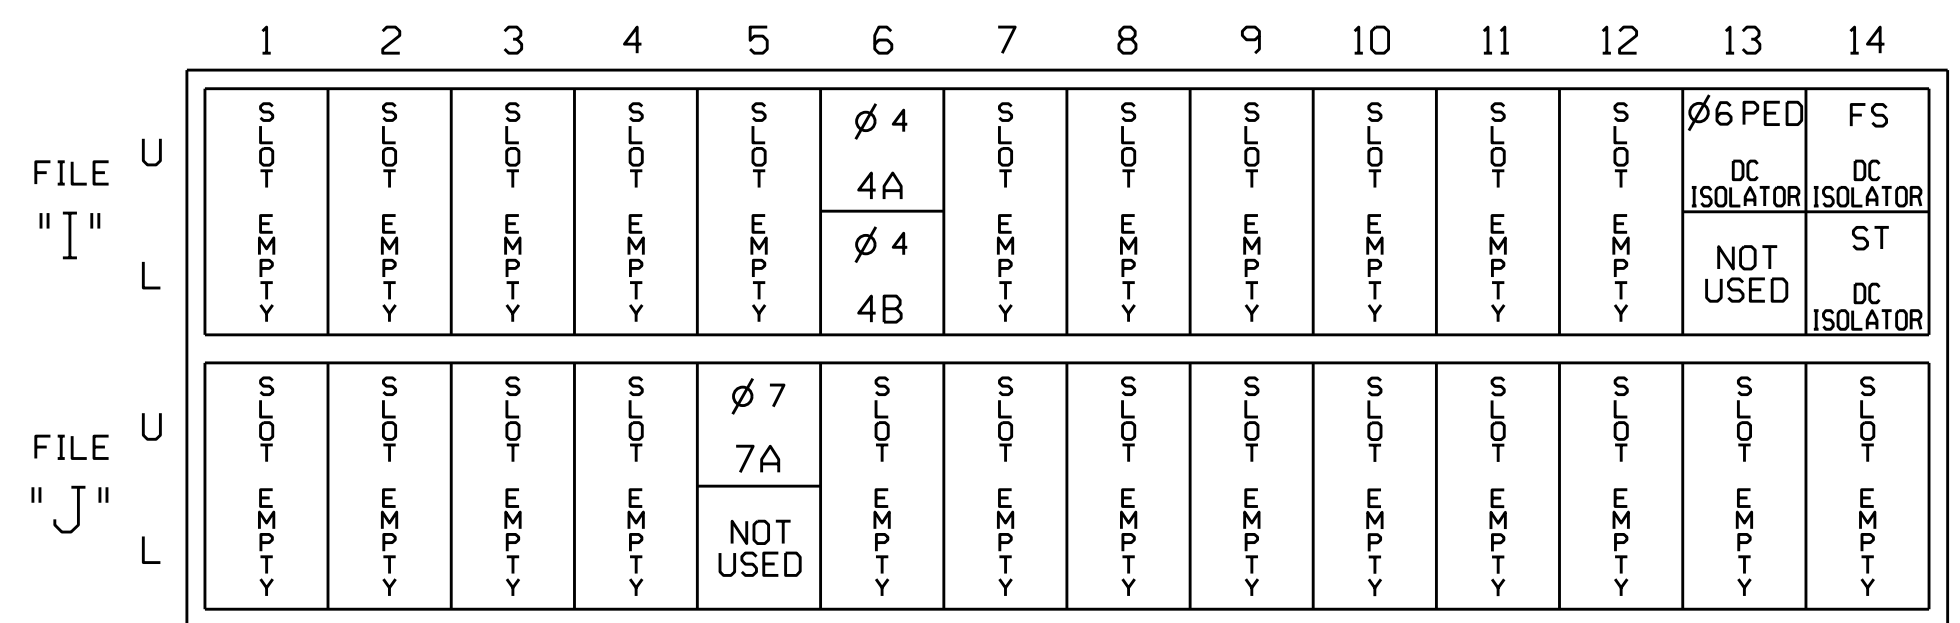 1 2 3 4 5 6 7 8 9 10 11 12 13 14
FILE "I"
U
L
SLOT EMPTY
SLOT EMPTY
SLOT EMPTY
SLOT EMPTY
SLOT EMPTY
Ø 4
4A
Ø 4
4B
SLOT EMPTY
SLOT EMPTY
SLOT EMPTY
SLOT EMPTY
SLOT EMPTY
SLOT EMPTY
Ø6 PED
DC
ISOLATOR
NOT
USED
FS
DC
ISOLATOR
ST
DC
ISOLATOR
FILE "J"
U
L
SLOT EMPTY
SLOT EMPTY
SLOT EMPTY
SLOT EMPTY
Ø 7
7A
NOT
USED
SLOT EMPTY
SLOT EMPTY
SLOT EMPTY
SLOT EMPTY
SLOT EMPTY
SLOT EMPTY
SLOT EMPTY
SLOT EMPTY
SLOT EMPTY